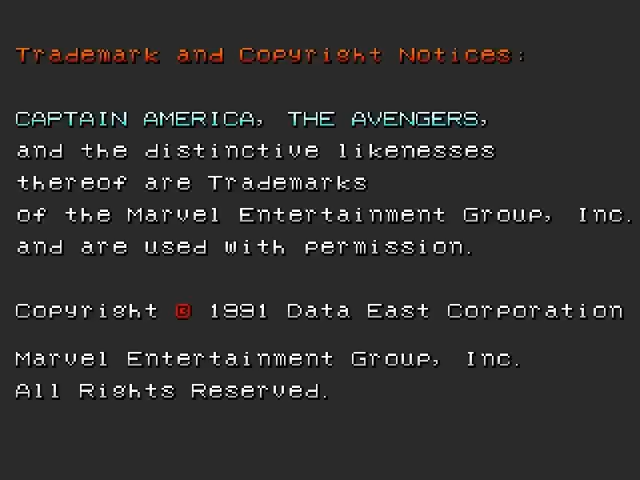 Trademark and Copyright Notices:
CAPTAIN AMERICA, THE AVENGERS,
and the distinctive likenesses
thereof are Trademarks
of the Marvel Entertainment Group, Inc.
and are used with permission.
Copyright © 1991 Data East Corporation
Marvel Entertainment Group, Inc.
All Rights Reserved.